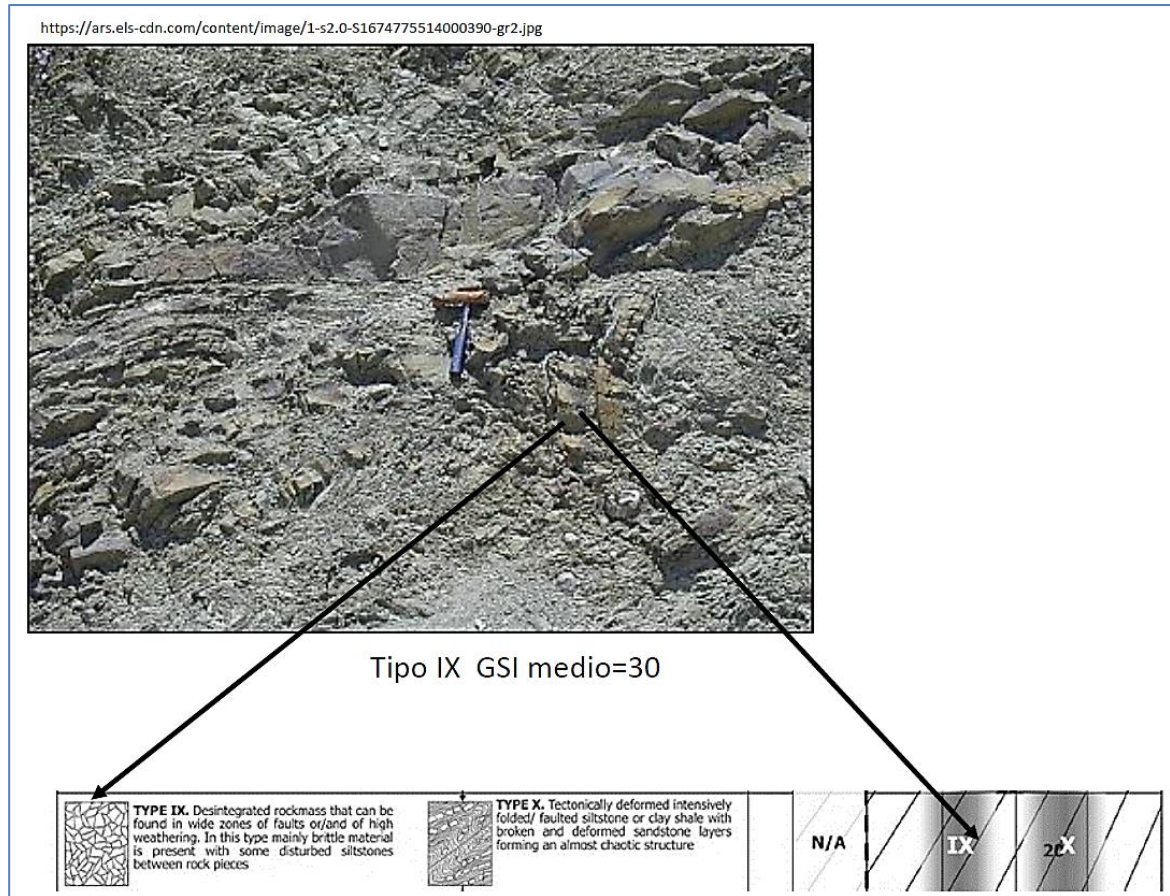 https://ars.els-cdn.com/content/image/1-s2.0-S1674775514000390-gr2.jpg
Tipo IX GSI medio=30
TYPE IX. Desintegrated rockmass that can be
found in wide zones of faults or/and of high
weathering. In this type mainly brittle material
is present with some disturbed siltstones
between rock pieces
TYPE X. Tectonically deformed intensively
folded/ faulted siltstone or clay shale with
broken and deformed sandstone layers
forming an almost chaotic structure
N/A
IX
X